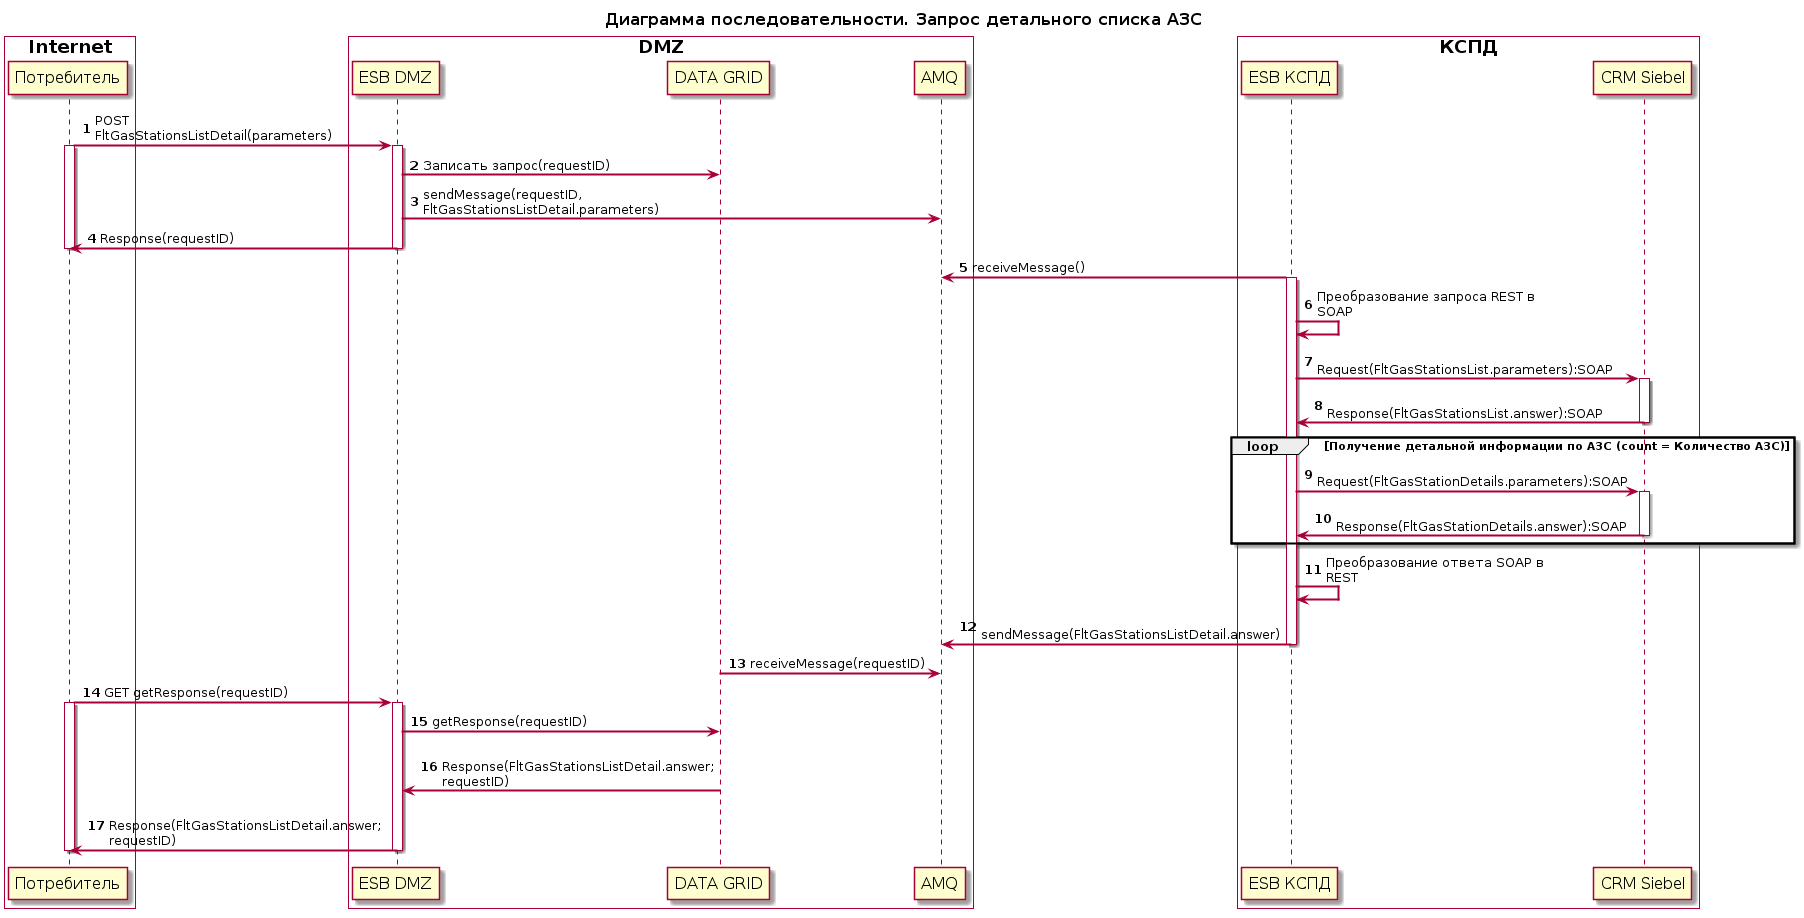 Диаграмма последовательности. Запрос детального списка АЗС
Internet
DMZ
КСПД
Потребитель
ESB DMZ
DATA GRID
AMQ
ESB КСПД
CRM Siebel
1 POST
FltGasStationsListDetail(parameters)
2 Записать запрос(requestID)
3 sendMessage(requestID,
FltGasStationsListDetail.parameters)
4 Response(requestID)
5 receiveMessage()
6 Преобразование запроса REST в
SOAP
7
Request(FltGasStationsList.parameters):SOAP
8
Response(FltGasStationsList.answer):SOAP
loop
[Получение детальной информации по АЗС (count = Количество АЗС)]
9
Request(FltGasStationDetails.parameters):SOAP
10
Response(FltGasStationDetails.answer):SOAP
11 Преобразование ответа SOAP в
REST
12
sendMessage(FltGasStationsListDetail.answer)
13 receiveMessage(requestID)
14 GET getResponse(requestID)
15 getResponse(requestID)
16 Response(FltGasStationsListDetail.answer;
requestID)
17 Response(FltGasStationsListDetail.answer;
requestID)
Потребитель
ESB DMZ
DATA GRID
AMQ
ESB КСПД
CRM Siebel